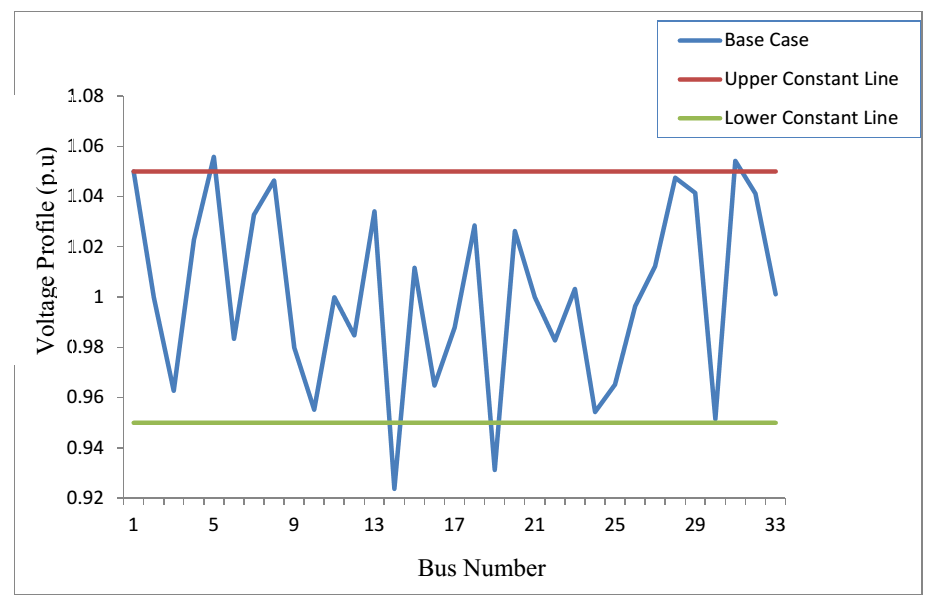 Base Case
Upper Constant Line
Lower Constant Line
1.08
1.06
1.04
1.02
1
0.98
0.96
0.94
0.92
Voltage Profile (p.u)
1 5 9 13 17 21 25 29 33
Bus Number